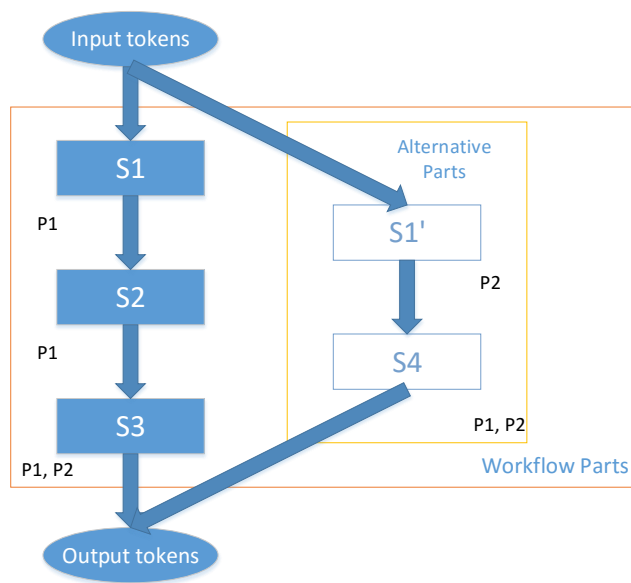 Input tokens
S1
P1
S2
P1
S3
P1, P2
Alternative
Parts
S1'
P2
S4
P1, P2
Workflow Parts
Output tokens